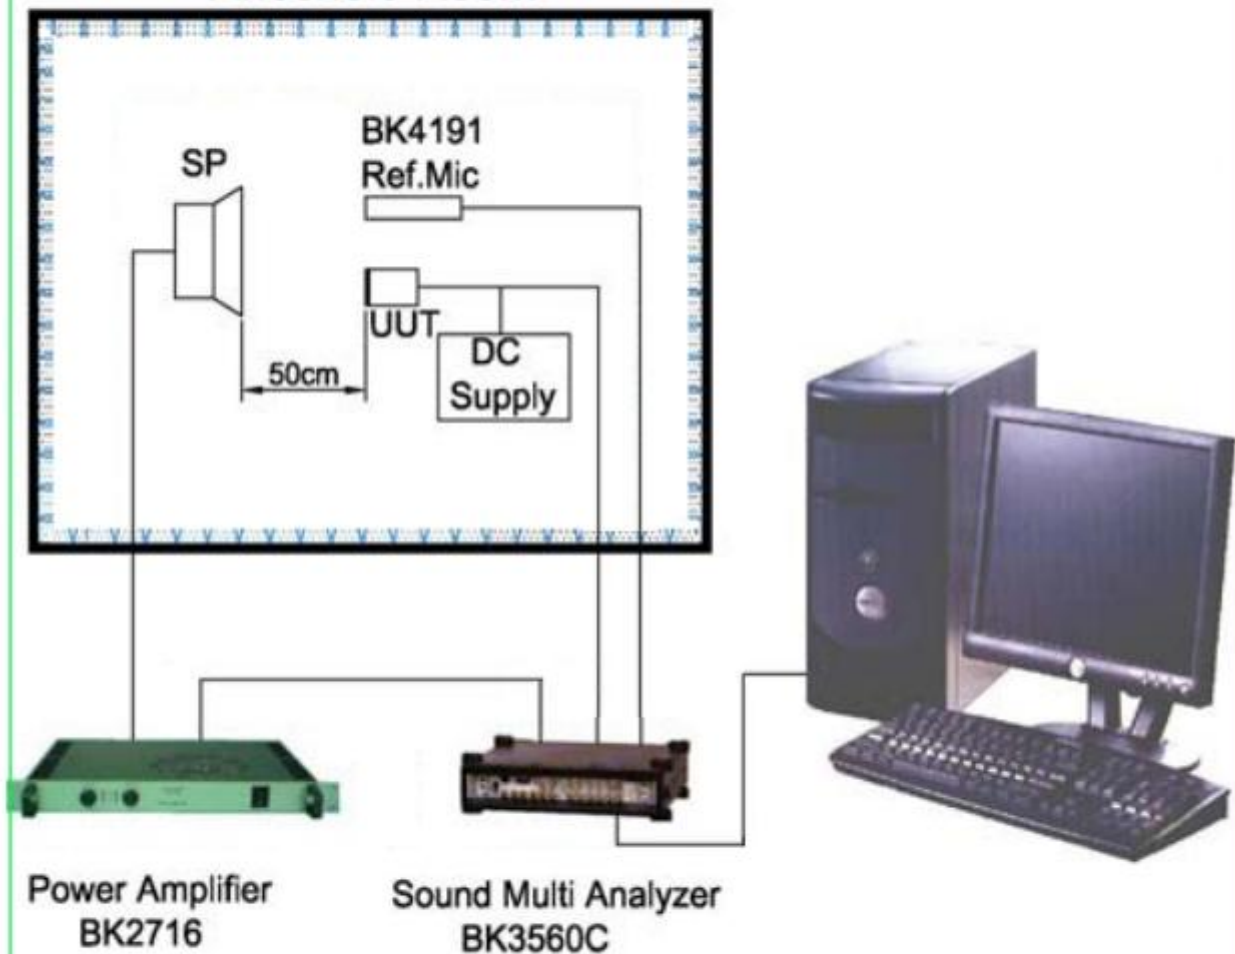 SP
BK4191
Ref.Mic
UUT
50cm
DC
Supply
Power Amplifier
BK2716
Sound Multi Analyzer
BK3560C